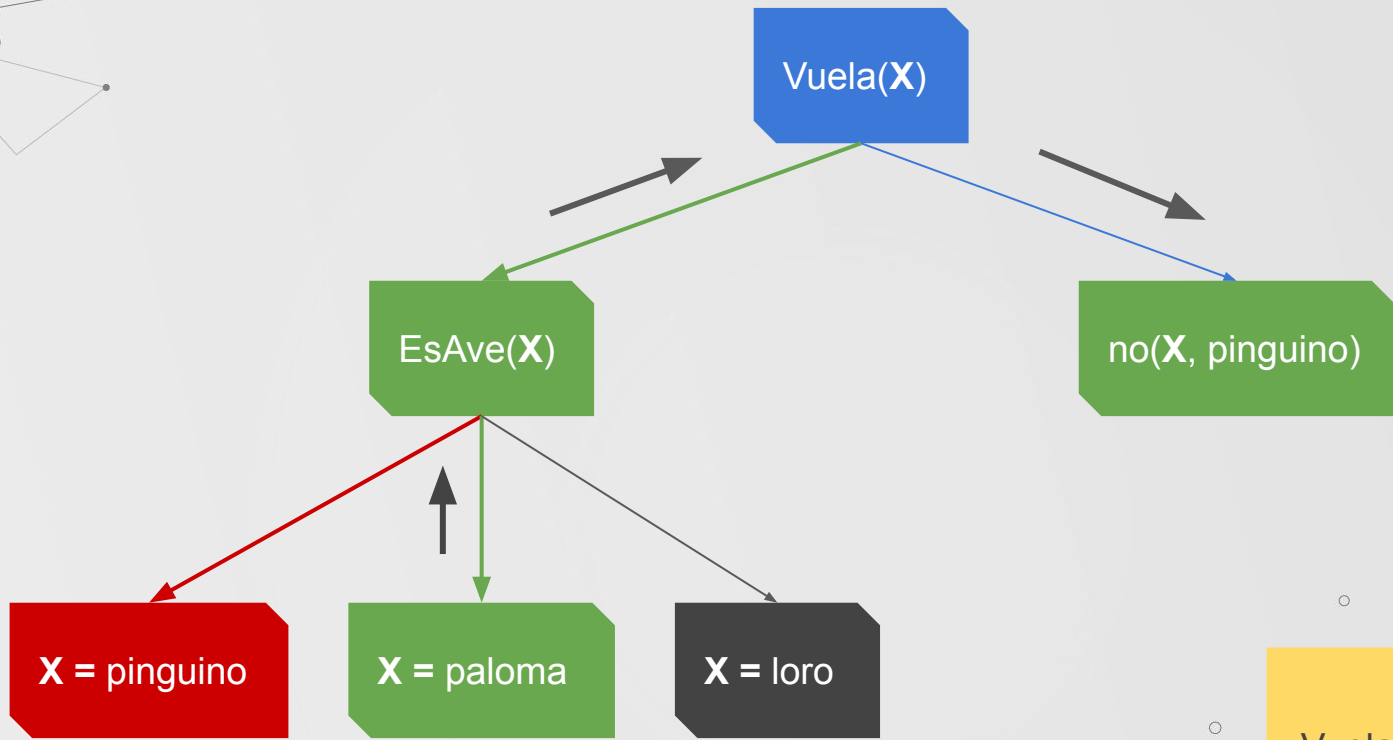 Vuela(X)
EsAve(X)
no(X, pinguino)
X = pinguino
X = paloma
X = loro